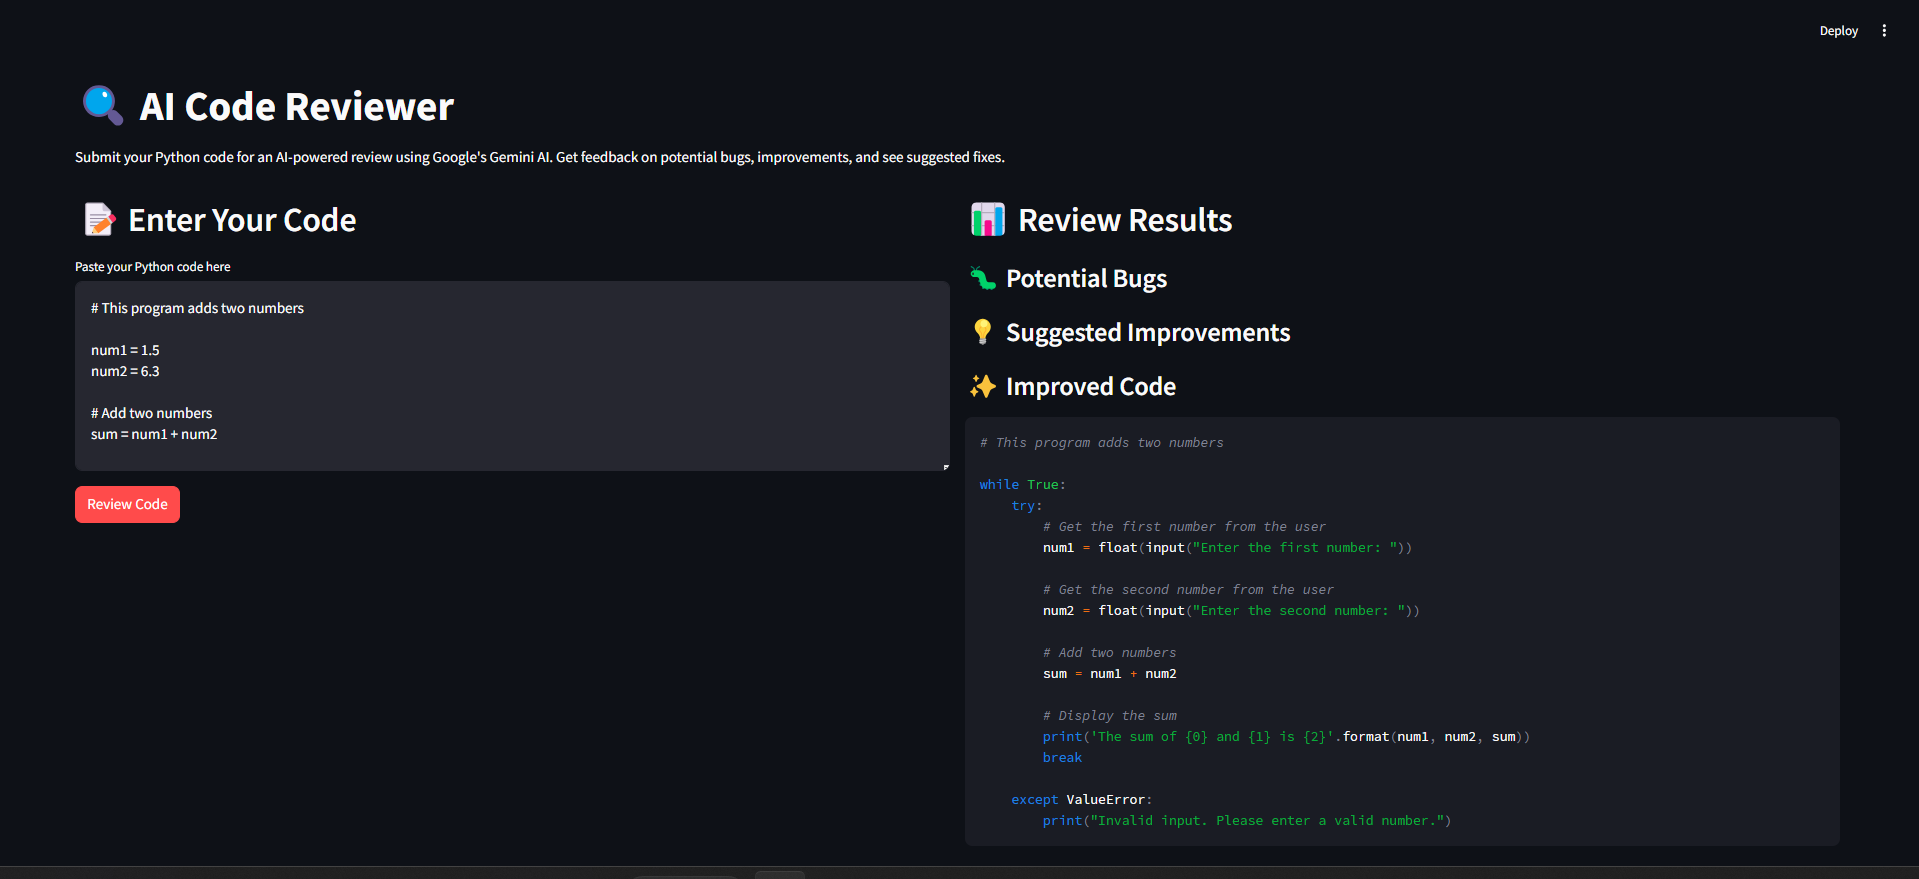 Deploy
AI Code Reviewer
Submit your Python code for an AI-powered review using Google's Gemini AI. Get feedback on potential bugs, improvements, and see suggested fixes.
Enter Your Code
Paste your Python code here
# This program adds two numbers
num1 = 1.5
num2 = 6.3
# Add two numbers
sum = num1 + num2
Review Code
Review Results
Potential Bugs
Suggested Improvements
Improved Code
# This program adds two numbers
while True:
    try:
        # Get the first number from the user
        num1 = float(input("Enter the first number: "))
        # Get the second number from the user
        num2 = float(input("Enter the second number: "))
        # Add two numbers
        sum = num1 + num2
        # Display the sum
        print('The sum of {0} and {1} is {2}'.format(num1, num2, sum))
        break
    except ValueError:
        print("Invalid input. Please enter a valid number.")